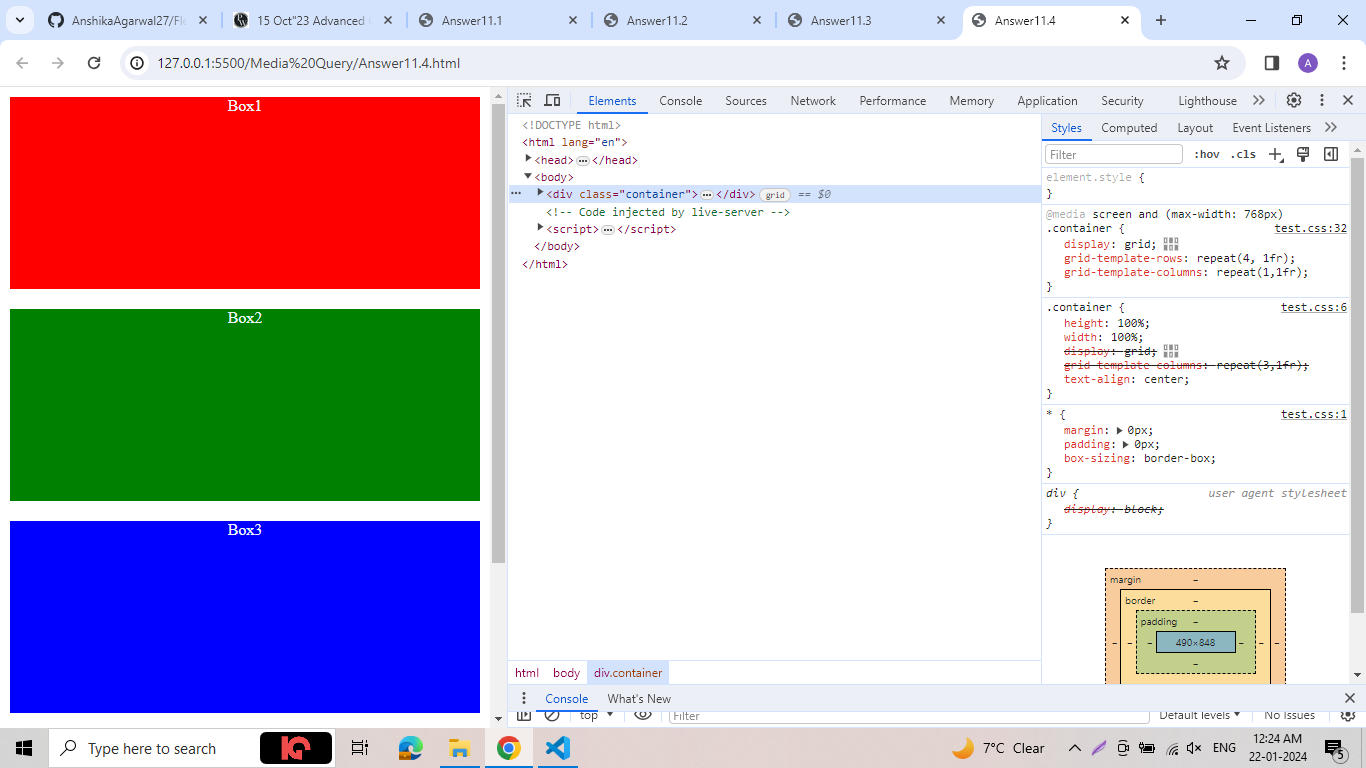 AnshikaAgarwal27/Fle
15 Oct"23 Advanced
Answer11.1
Answer11.2
Answer11.3
Answer11.4
127.0.0.1:5500/Media%20Query/Answer11.4.html
A
Box1
Box2
Box3
Elements Console Sources Network Performance Memory Application Security Lighthouse
<!DOCTYPE html>
<html lang="en">
<head> </head>
<body>
<div class="container"> </div> grid == $0
<!-- Code injected by live-server -->
<script> </script>
</body>
</html>
html body div.container
Styles Computed Layout Event Listeners
Filter :hov .cls
element.style {
}
@media screen and (max-width: 768px)
.container { test.css:32
display: grid;
grid-template-rows: repeat(4, 1fr);
grid-template-columns: repeat(1,1fr);
}
.container { test.css:6
height: 100%;
width: 100%;
display: grid;
grid-template-columns: repeat(3,1fr);
text-align: center;
}
* { test.css:1
margin: 0px;
padding: 0px;
box-sizing: border-box;
}
div { user agent stylesheet
display: block;
}
margin –
border –
padding –
– – – 490×848 – – –
–
Console What's New
top Filter Default levels No Issues
Type here to search
7°C Clear
ENG
12:24 AM
22-01-2024
5